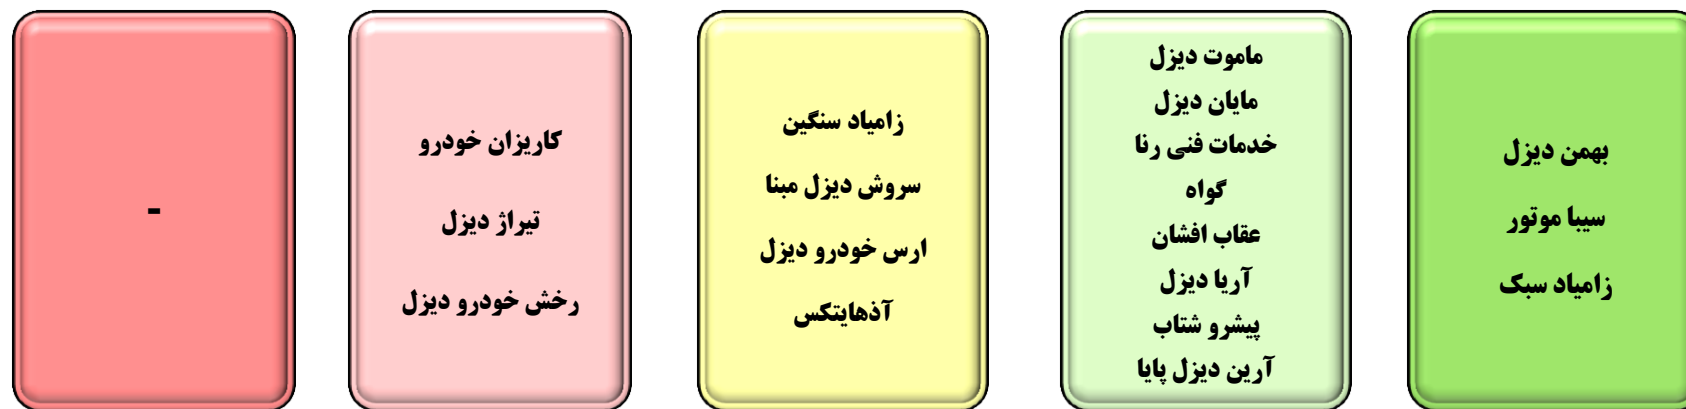 بهمن دیزل
سیبا موتور
زامیاد سبک
ماموت دیزل
مایان دیزل
خدمات فنی رنا
گواه
عقاب افشان
آریا دیزل
پیشرو شتاب
آرین دیزل پایا
زامیاد سنگین
سروش دیزل مبنا
ارس خودرو دیزل
آذهایتکس
کاریزان خودرو
تیراژ دیزل
رخش خودرو دیزل
-